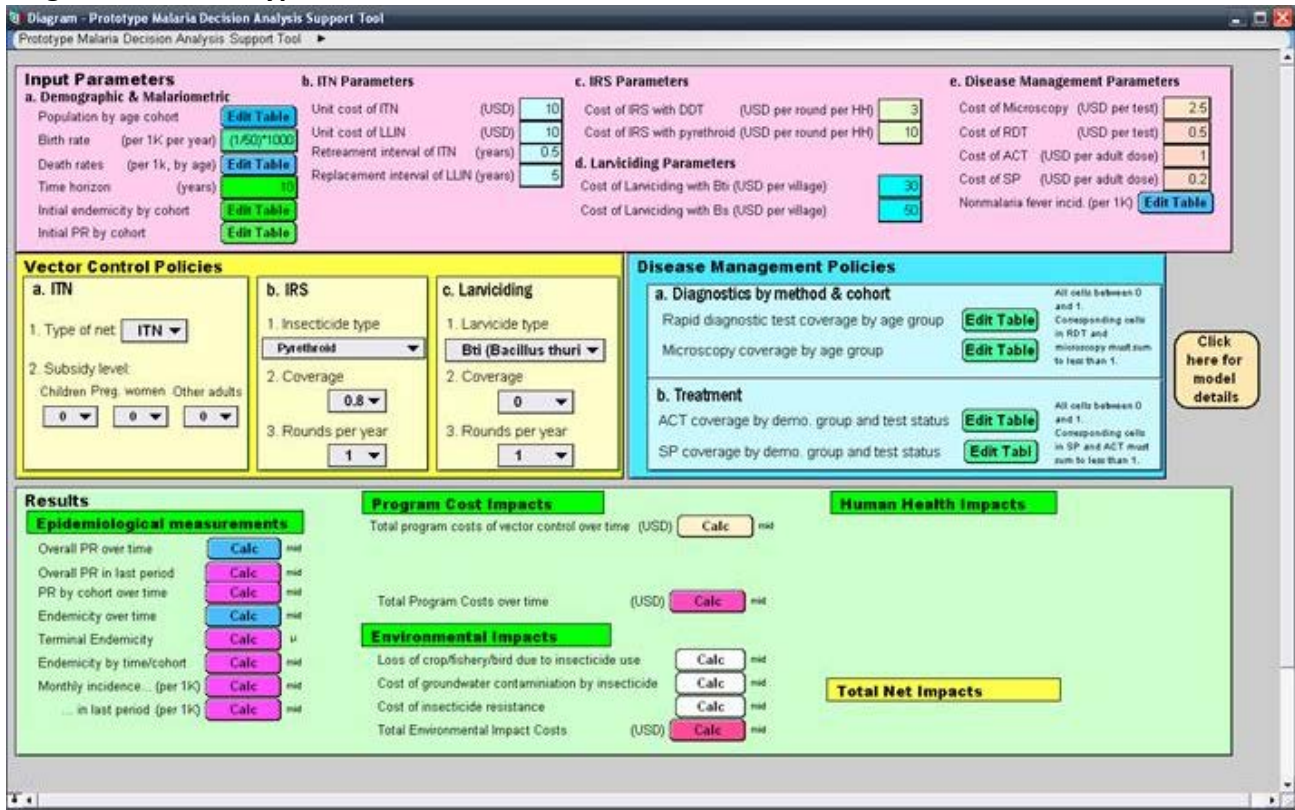 Diagram - Prototype Malaria Decision Analysis Support Tool
Prototype Malaria Decision Analysis Support Tool
Input Parameters
a. Demographic & Malariometric
Population by age cohort Edit Table
Birth rate (per 1K per year) (1/50)*1000
Death rates (per 1k, by age) Edit Table
Time horizon (years) 10
Initial endemicity by cohort Edit Table
Initial PR by cohort Edit Table
b. ITN Parameters
Unit cost of ITN (USD) 10
Unit cost of LLIN (USD) 10
Retreament interval of ITN (years) 0.5
Replacement interval of LLIN (years) 5
c. IRS Parameters
Cost of IRS with DDT (USD per round per HH) 3
Cost of IRS with pyrethroid (USD per round per HH) 10
d. Larviciding Parameters
Cost of Larviciding with Bti (USD per village) 30
Cost of Larviciding with Bs (USD per village) 50
e. Disease Management Parameters
Cost of Microscopy (USD per test) 2.5
Cost of RDT (USD per test) 0.5
Cost of ACT (USD per adult dose) 1
Cost of SP (USD per adult dose) 0.2
Nonmalaria fever incid. (per 1K) Edit Table
Vector Control Policies
a. ITN
1. Type of net ITN
2. Subsidy level:
Children Preg. women Other adults
0 0 0
b. IRS
1. Insecticide type
Pyrethroid
2. Coverage
0.8
3. Rounds per year
1
c. Larviciding
1. Larvicide type
Bti (Bacillus thuri
2. Coverage
0
3. Rounds per year
1
Disease Management Policies
a. Diagnostics by method & cohort
Rapid diagnostic test coverage by age group Edit Table
Microscopy coverage by age group Edit Table
All cells between 0
and 1.
Corresponding cells
in RDT and
microscopy must sum
to less than 1.
b. Treatment
ACT coverage by demo. group and test status Edit Table
SP coverage by demo. group and test status Edit Tabl
All cells between 0
and 1.
Corresponding cells
in SP and ACT must
sum to less than 1.
Click
here for
model
details
Results
Epidemiological measurements
Overall PR over time Calc mid
Overall PR in last period Calc mid
PR by cohort over time Calc mid
Endemicity over time Calc mid
Terminal Endemicity Calc μ
Endemicity by time/cohort Calc mid
Monthly incidence... (per 1K) Calc mid
... in last period (per 1K) Calc mid
Program Cost Impacts
Total program costs of vector control over time (USD) Calc mid
Total Program Costs over time (USD) Calc mid
Environmental Impacts
Loss of crop/fishery/bird due to insecticide use Calc mid
Cost of groundwater contaminiation by insecticide Calc mid
Cost of insecticide resistance Calc mid
Total Environmental Impact Costs (USD) Calc mid
Human Health Impacts
Total Net Impacts